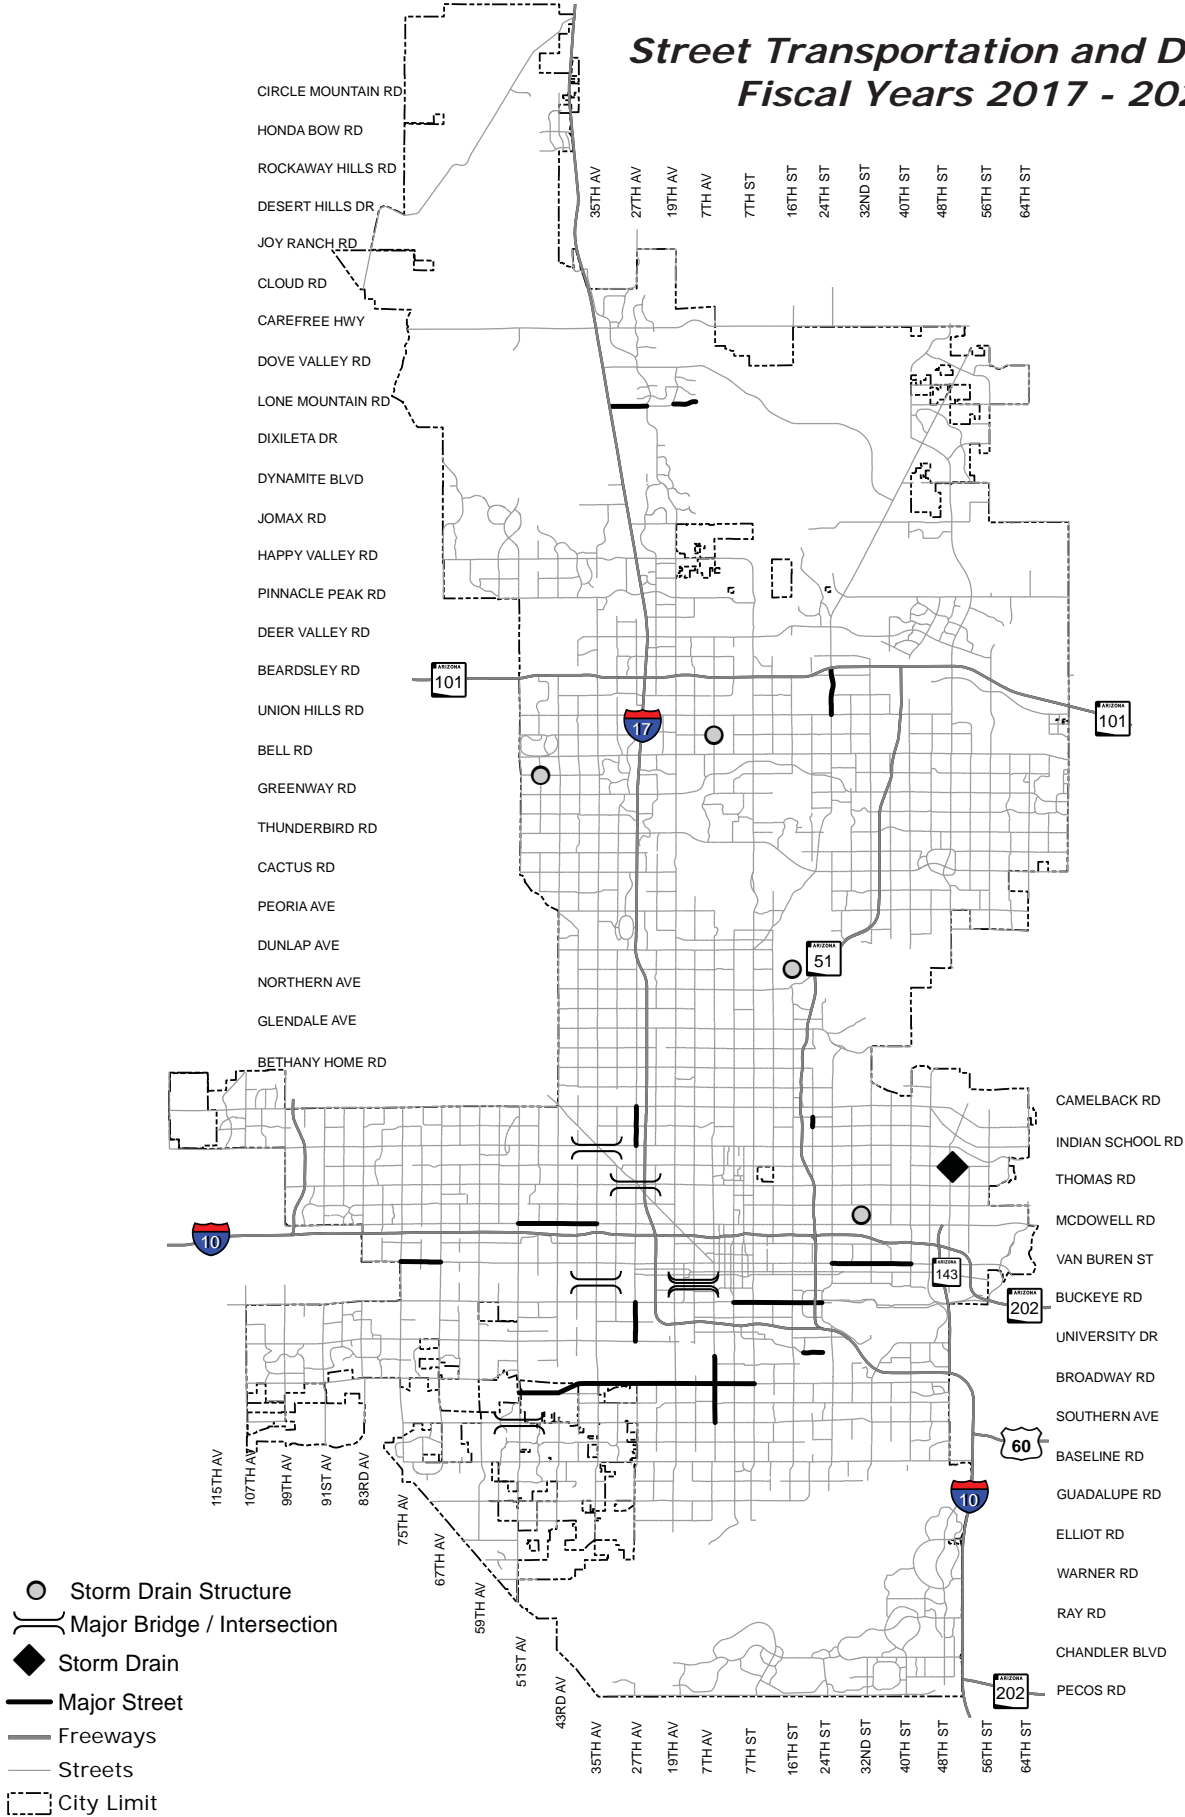 Street Transportation and D
Fiscal Years 2017 - 202
CIRCLE MOUNTAIN RD
HONDA BOW RD
ROCKAWAY HILLS RD
DESERT HILLS DR
JOY RANCH RD
CLOUD RD
CAREFREE HWY
DOVE VALLEY RD
LONE MOUNTAIN RD
DIXILETA DR
DYNAMITE BLVD
JOMAX RD
HAPPY VALLEY RD
PINNACLE PEAK RD
DEER VALLEY RD
BEARDSLEY RD
UNION HILLS RD
BELL RD
GREENWAY RD
THUNDERBIRD RD
CACTUS RD
PEORIA AVE
DUNLAP AVE
NORTHERN AVE
GLENDALE AVE
BETHANY HOME RD
35TH AV
27TH AV
19TH AV
7TH AV
7TH ST
16TH ST
24TH ST
32ND ST
40TH ST
48TH ST
56TH ST
64TH ST
ARIZONA
101
17
ARIZONA
101
ARIZONA
51
10
ARIZONA
143
ARIZONA
202
60
10
ARIZONA
202
CAMELBACK RD
INDIAN SCHOOL RD
THOMAS RD
MCDOWELL RD
VAN BUREN ST
BUCKEYE RD
UNIVERSITY DR
BROADWAY RD
SOUTHERN AVE
BASELINE RD
GUADALUPE RD
ELLIOT RD
WARNER RD
RAY RD
CHANDLER BLVD
PECOS RD
115TH AV
107TH AV
99TH AV
91ST AV
83RD AV
75TH AV
67TH AV
59TH AV
51ST AV
43RD AV
35TH AV
27TH AV
19TH AV
7TH AV
7TH ST
16TH ST
24TH ST
32ND ST
40TH ST
48TH ST
56TH ST
64TH ST
Storm Drain Structure
Major Bridge / Intersection
Storm Drain
Major Street
Freeways
Streets
City Limit